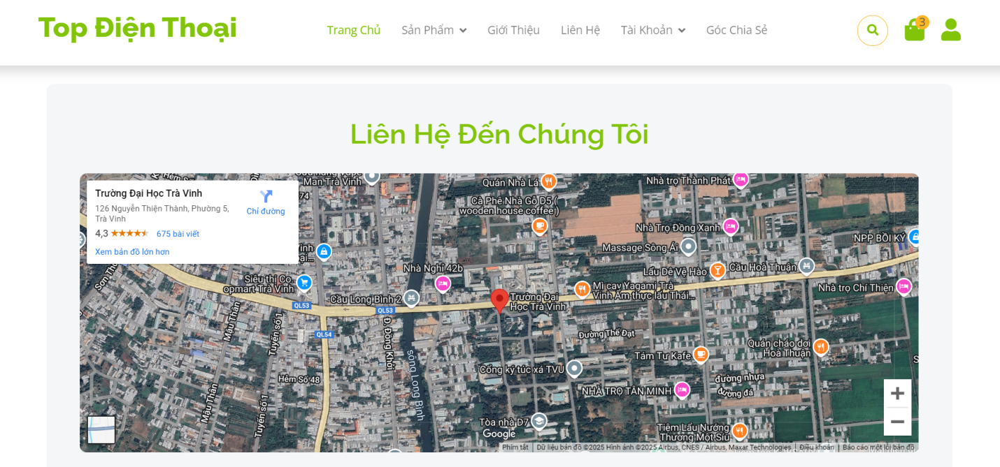 Top Điện Thoại
Trang Chủ
Sản Phẩm
Giới Thiệu
Liên Hệ
Tài Khoản
Góc Chia Sẻ
3
Liên Hệ Đến Chúng Tôi
Trường Đại Học Trà Vinh
126 Nguyễn Thiện Thành, Phường 5,
Trà Vinh
Chỉ đường
4,3
675 bài viết
Xem bản đồ lớn hơn
Man Trà Vinh
Quán Nhà Lá
Nhà trọ Thành Phát
Cà Phê Nhà Gỗ D5 (
wooden house coffee )
Nhà Trọ Đông Xanh
NPP BÒI KÝ
Massage Sông Ái
Nhà Nghỉ 42b
Lẩu Dê Vệ Hào
Cầu Hoà Thuận
Siêu thị Co...
opmart Trà Vinh
Cầu Long Bình 2
Trường Đại
Học Trà Vinh
Mì cay Yagami Trà
Vinh Ẩm thực lẩu Thái...
Nhà trọ Chí Thiện
QL53
QL53
QL54
Mậu Thân
Tuyến số 1
Đ. Đồng Khởi
Đường Thế Đạt
Quán cháo dơi
Hoà Thuận
Tám Tư Kafe
sông Long Bình
Cổng ký túc xá TVU
Hẻm Số 48
đường nhựa
đường đá
NHÀ TRỌ TÂN MINH
Mậu Thân
Tuyến số 1
Tòa nhà D7
Tiệm Lẩu Nướng
Thương Một Siú
Google
Phím tắt
Dữ liệu bản đồ ©2025 Hình ảnh ©2025 Airbus, CNES / Airbus, Maxar Technologies
Điều khoản
Báo cáo một lỗi bản đồ